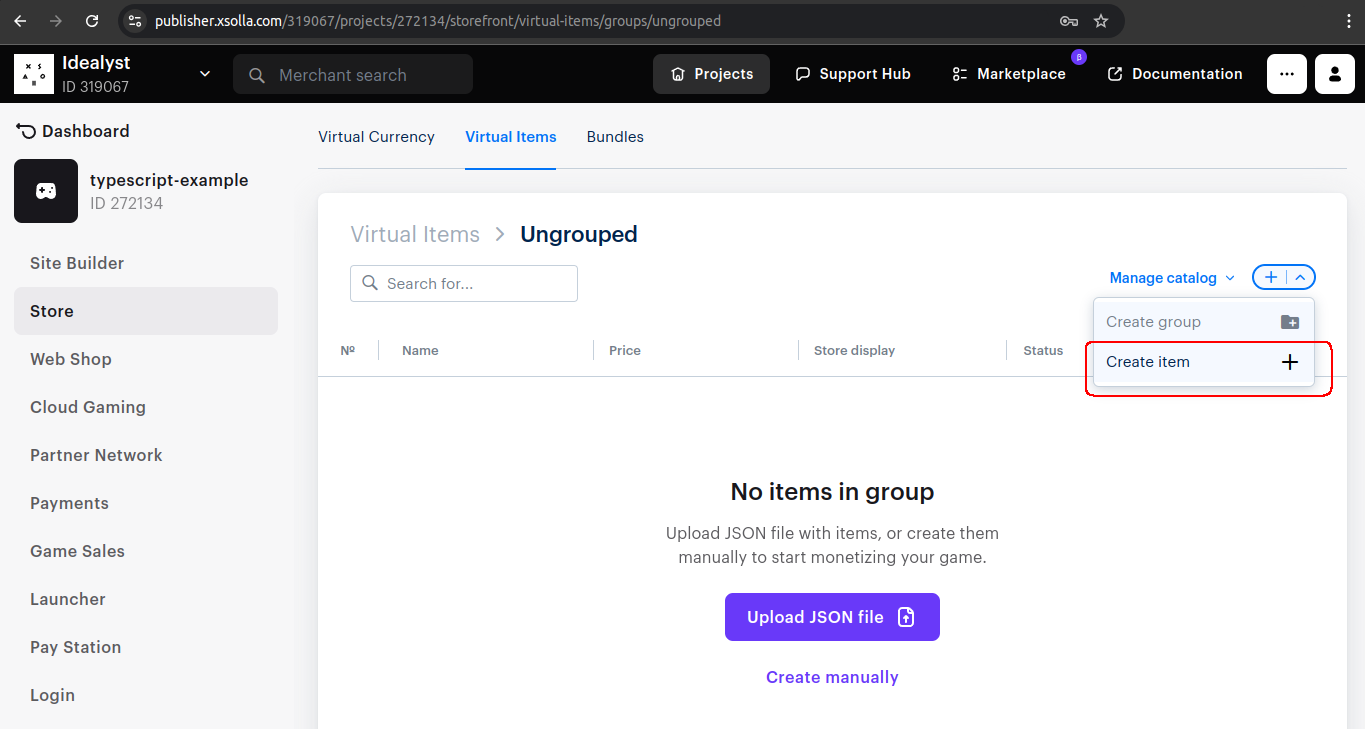 publisher.xsolla.com/319067/projects/272134/storefront/virtual-items/groups/ungrouped
Idealyst
ID 319067
Merchant search
Projects
Support Hub
Marketplace
β
Documentation
Dashboard
typescript-example
ID 272134
Site Builder
Store
Web Shop
Cloud Gaming
Partner Network
Payments
Game Sales
Launcher
Pay Station
Login
Virtual Currency
Virtual Items
Bundles
Virtual Items > Ungrouped
Search for...
Manage catalog
Create group
Create item
№
Name
Price
Store display
Status
No items in group
Upload JSON file with items, or create them
manually to start monetizing your game.
Upload JSON file
Create manually